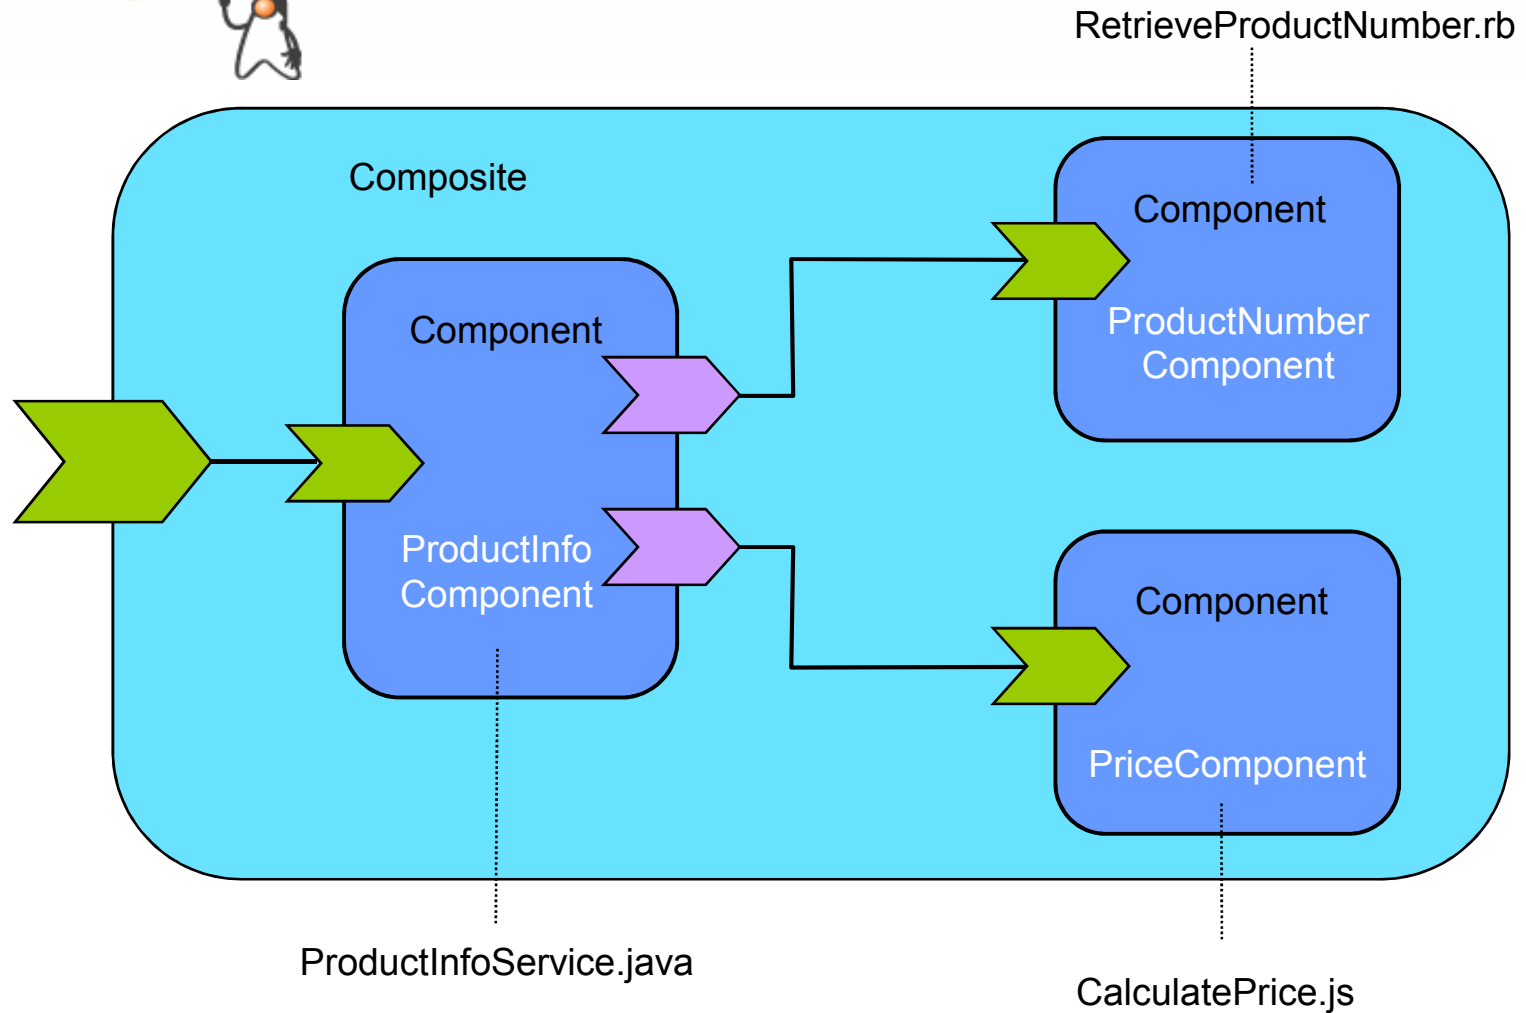 RetrieveProductNumber.rb
Composite
Component
ProductNumber
Component
Component
ProductInfo
Component
Component
PriceComponent
ProductInfoService.java
CalculatePrice.js